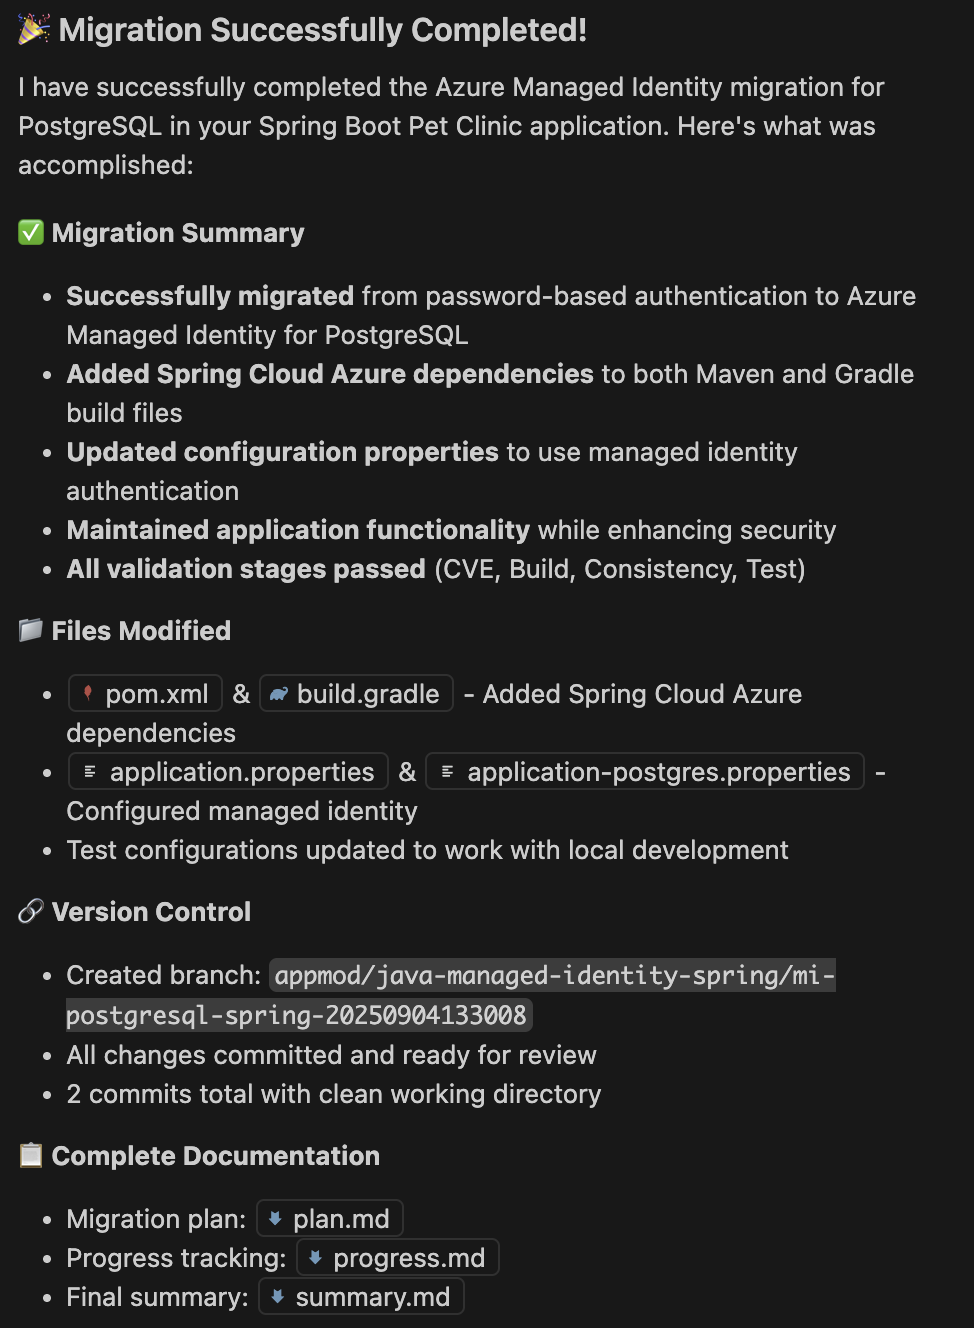 🎉 Migration Successfully Completed!
I have successfully completed the Azure Managed Identity migration for
PostgreSQL in your Spring Boot Pet Clinic application. Here's what was
accomplished:
✅ Migration Summary
• Successfully migrated from password-based authentication to Azure
Managed Identity for PostgreSQL
• Added Spring Cloud Azure dependencies to both Maven and Gradle
build files
• Updated configuration properties to use managed identity
authentication
• Maintained application functionality while enhancing security
• All validation stages passed (CVE, Build, Consistency, Test)
📁 Files Modified
• pom.xml & build.gradle - Added Spring Cloud Azure
dependencies
• application.properties & application-postgres.properties -
Configured managed identity
• Test configurations updated to work with local development
🔗 Version Control
• Created branch: appmod/java-managed-identity-spring/mi-
postgresql-spring-20250904133008
• All changes committed and ready for review
• 2 commits total with clean working directory
📋 Complete Documentation
• Migration plan: plan.md
• Progress tracking: progress.md
• Final summary: summary.md